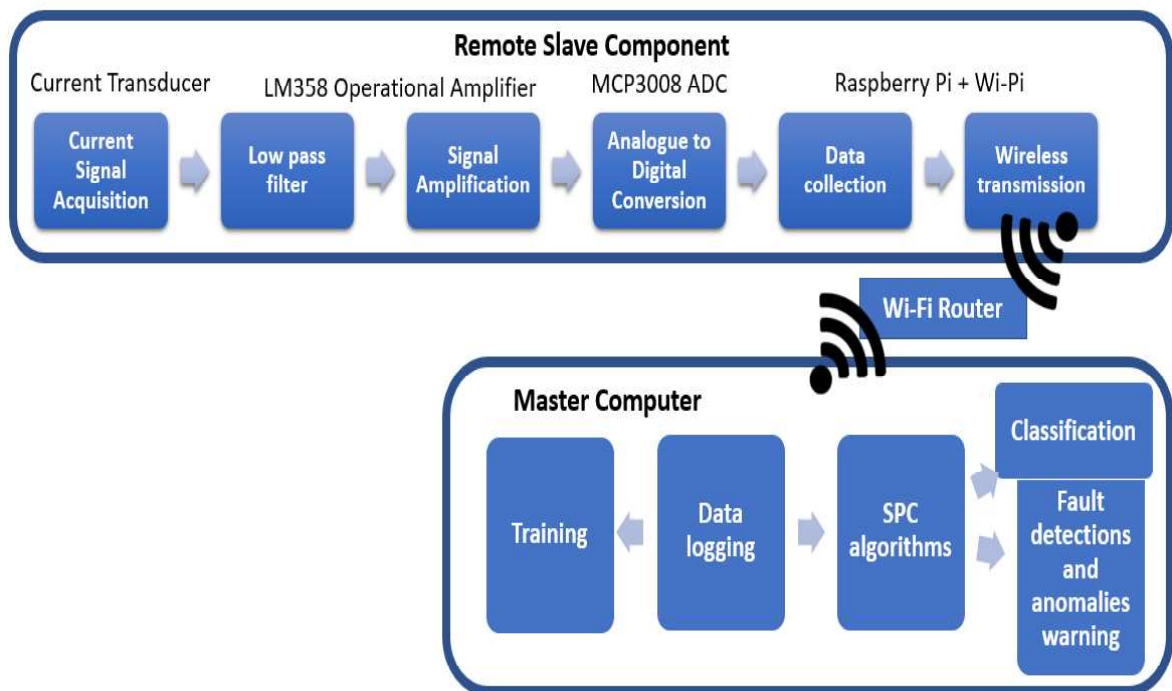 Remote Slave Component
Current Transducer
LM358 Operational Amplifier
MCP3008 ADC
Raspberry Pi + Wi-Pi
Current
Signal
Acquisition
Low pass
filter
Signal
Amplification
Analogue to
Digital
Conversion
Data
collection
Wireless
transmission
Wi-Fi Router
Master Computer
Training
Data
logging
SPC
algorithms
Classification
Fault
detections
and
anomalies
warning